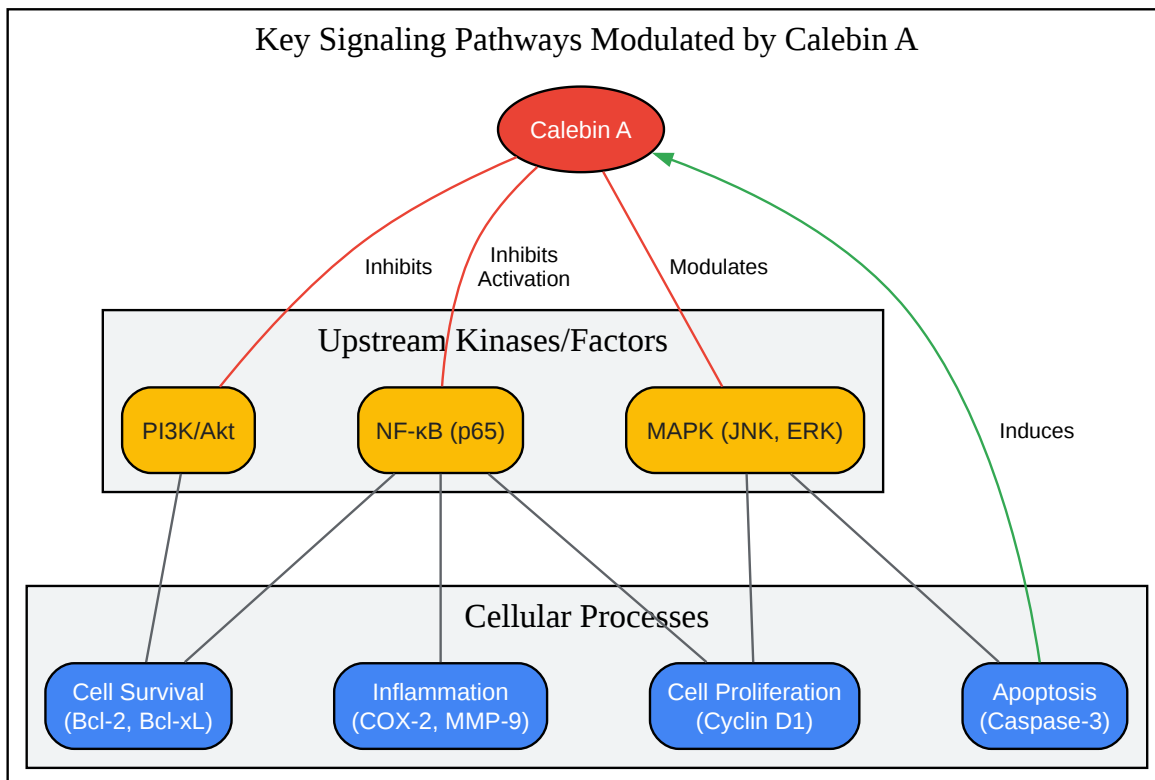 Key Signaling Pathways Modulated by Calebin A
Calebin A
Inhibits
Inhibits
Activation
Modulates
Upstream Kinases/Factors
PI3K/Akt
NF-κB (p65)
MAPK (JNK, ERK)
Induces
Cellular Processes
Cell Survival
(Bcl-2, Bcl-xL)
Inflammation
(COX-2, MMP-9)
Cell Proliferation
(Cyclin D1)
Apoptosis
(Caspase-3)